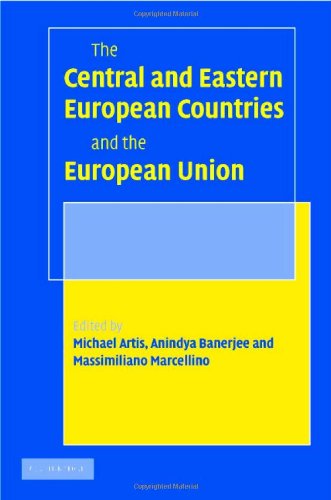 The
Central and Eastern
European Countries
and the
European Union
Edited by
Michael Artis, Anindya Banerjee and
Massimiliano Marcellino